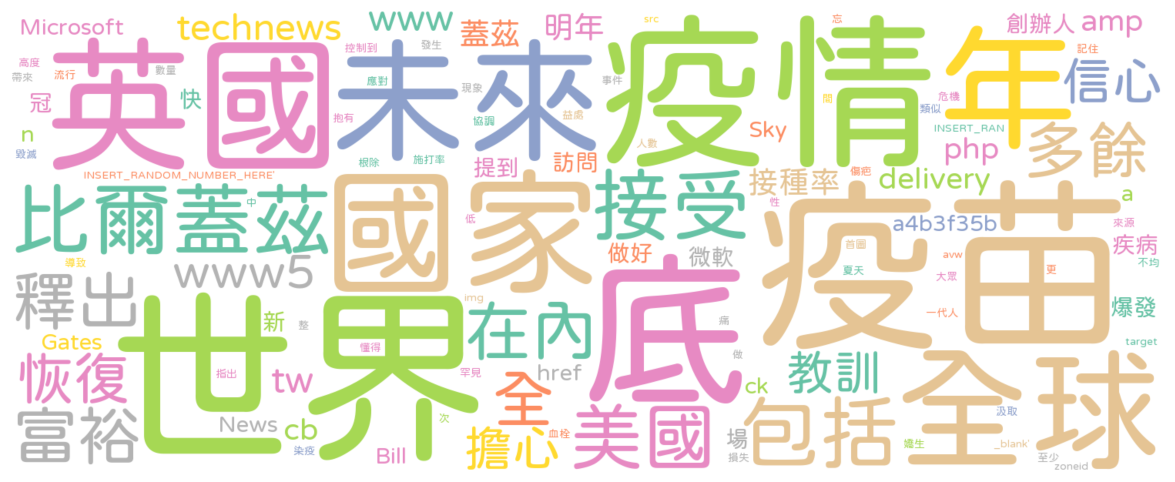 Microsoft
technews
www
蓋茲
明年
src
忘
創辦人
amp
高度
帶來
流行
數量
英國
控制到
發生
應對
未來
現象
事件
疫情
年
記住
信心
冠
快
抱有
協調
益處
間
類似
危機
n
毀滅
根除
施打率
提到
訪問
人數
Sky
INSERT_RAN
php
多餘
INSERT_RANDOM_NUMBER_HERE'
接種率
傷疤
delivery
比爾蓋茲
中
國家
低
接受
性
疫苗
a4b3f35b
a
來源
疾病
不均
導致
www5
做好
微軟
首圖
夏天
avw
大眾
更
釋出
img
爆發
一代人
Gates
新
整
世界
在內
底
痛
做
target
懂得
恢復
指出
tw
罕見
href
全
ck
教訓
全球
富裕
News
cb
次
染疫
Bill
擔心
血栓
美國
場
損失
包括
汲取
孳生
_blank'
至少
zoneid